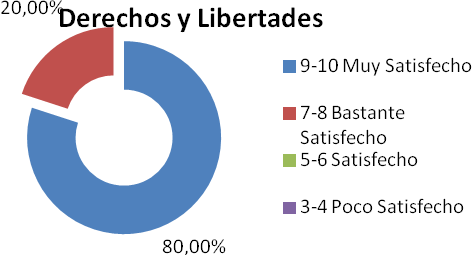 20,00%
Derechos y Libertades
9-10 Muy Satisfecho
7-8 Bastante
Satisfecho
5-6 Satisfecho
3-4 Poco Satisfecho
80,00%